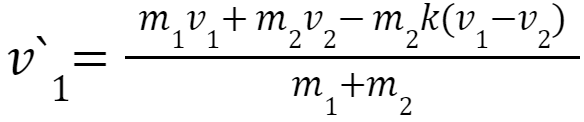 v`₁ = (m₁v₁ + m₂v₂ − m₂k(v₁−v₂)) / (m₁+m₂)